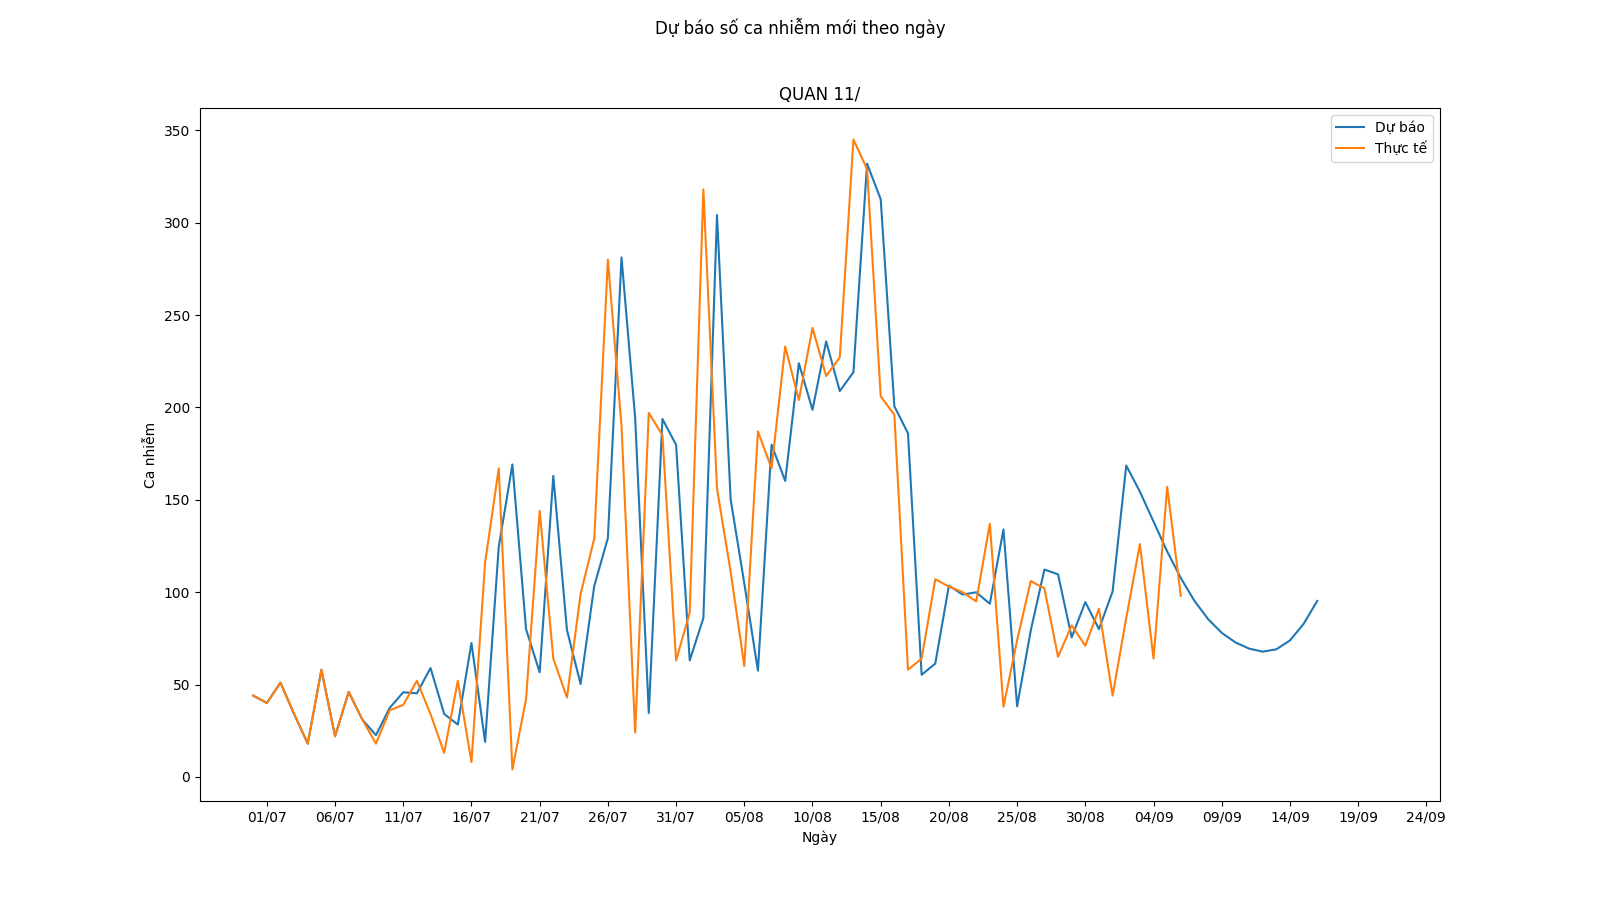 Dự báo số ca nhiễm mới theo ngày
QUAN 11/
Dự báo
Thực tế
350
300
250
200
150
100
50
0
Ca nhiễm
01/07 06/07 11/07 16/07 21/07 26/07 31/07 05/08 10/08 15/08 20/08 25/08 30/08 04/09 09/09 14/09 19/09 24/09
Ngày